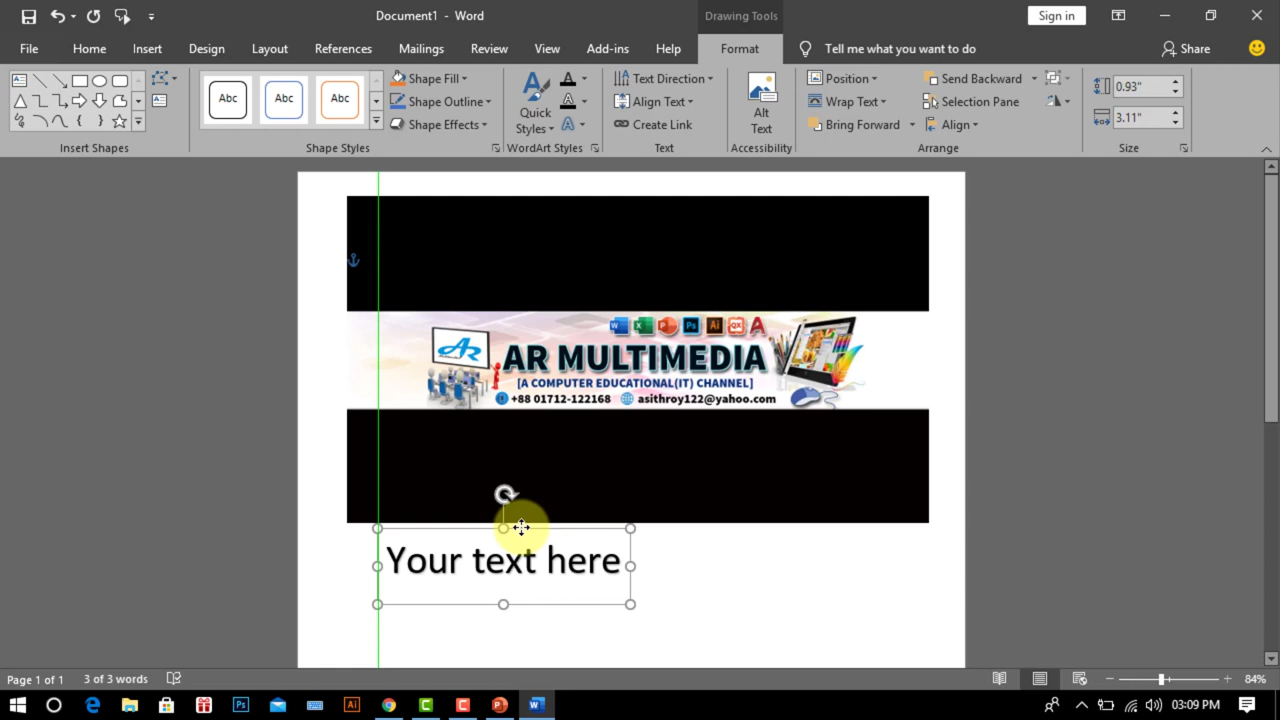 Document1 - Word
Drawing Tools
Sign in
File Home Insert Design Layout References Mailings Review View Add-ins Help Format Tell me what you want to do Share
Abc Abc Abc
Shape Fill
Shape Outline
Shape Effects
Quick Styles
Text Direction
Align Text
Create Link
Alt Text
Position
Wrap Text
Bring Forward
Send Backward
Selection Pane
Align
0.93"
3.11"
Insert Shapes Shape Styles WordArt Styles Text Accessibility Arrange Size
AR MULTIMEDIA
[A COMPUTER EDUCATIONAL(IT) CHANNEL]
+88 01712-122168 asithroy122@yahoo.com
Your text here
Page 1 of 1 3 of 3 words 84%
03:09 PM